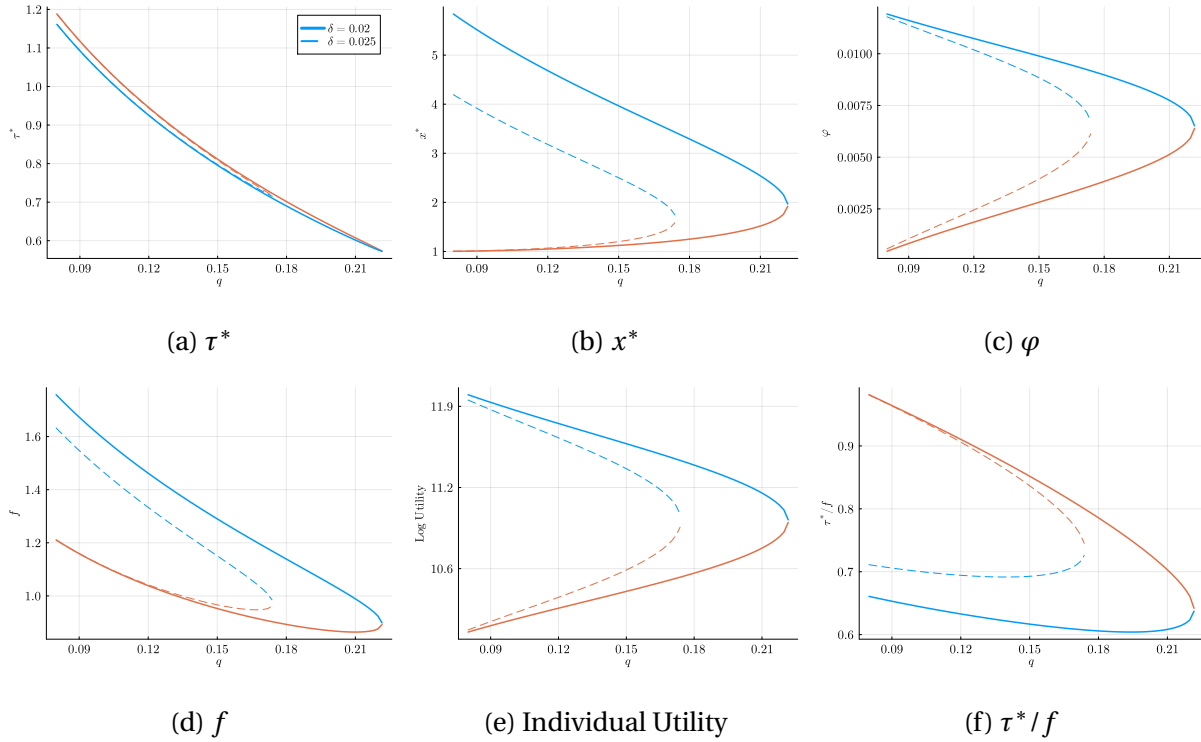 1.2
1.1
1.0
0.9
0.8
0.7
0.6
τ*
0.09 0.12 0.15 0.18 0.21
q
δ = 0.02
δ = 0.025
(a) τ*
5
4
3
2
1
x*
0.09 0.12 0.15 0.18 0.21
q
(b) x*
0.0100
0.0075
0.0050
0.0025
φ
0.09 0.12 0.15 0.18 0.21
q
(c) φ
1.6
1.4
1.2
1.0
f
0.09 0.12 0.15 0.18 0.21
q
(d) f
11.9
11.2
10.6
Log Utility
0.09 0.12 0.15 0.18 0.21
q
(e) Individual Utility
0.9
0.8
0.7
0.6
τ*/f
0.09 0.12 0.15 0.18 0.21
q
(f) τ*/f